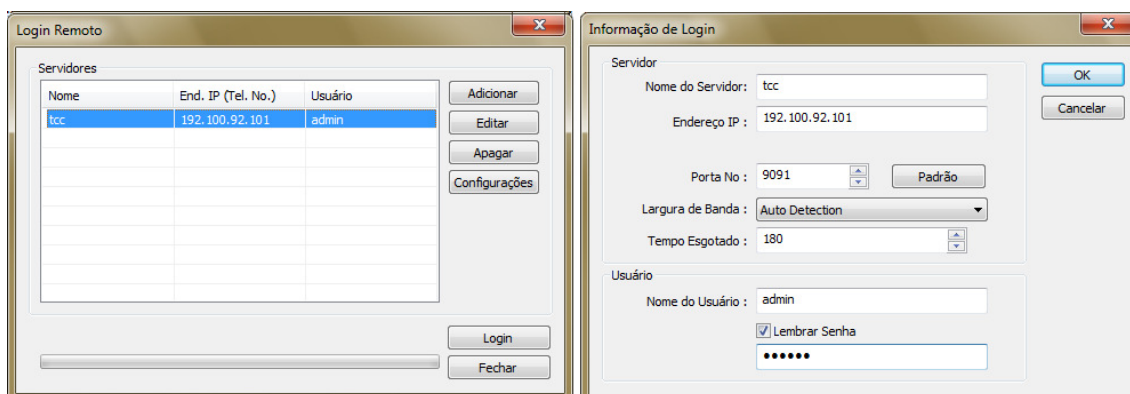 Login Remoto
Servidores
Nome End. IP (Tel. No.) Usuário
tcc 192.100.92.101 admin
Adicionar
Editar
Apagar
Configurações
Login
Fechar
Informação de Login
Servidor
Nome do Servidor: tcc
Endereço IP : 192.100.92.101
Porta No : 9091 Padrão
Largura de Banda : Auto Detection
Tempo Esgotado : 180
Usuário
Nome do Usuário : admin
Lembrar Senha
••••••
OK
Cancelar